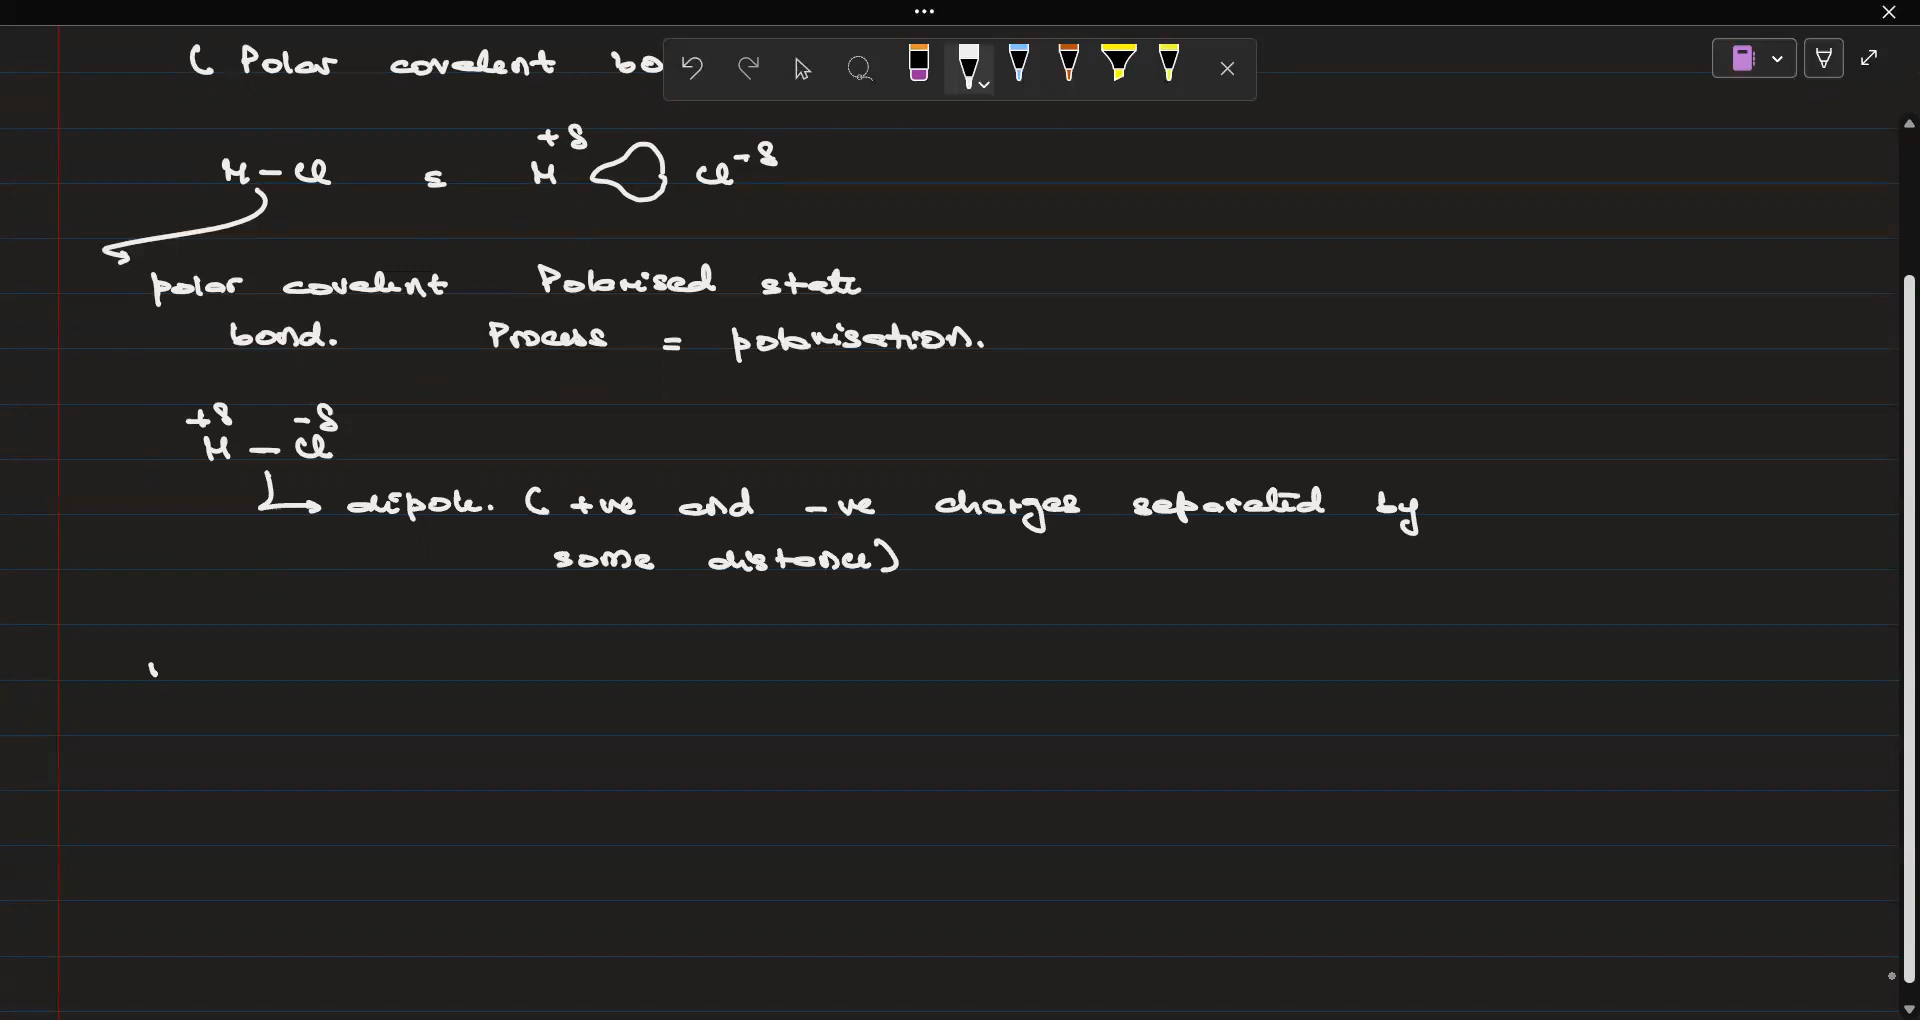 ( Polar covalent bo
+δ
H - Cl = H Cl -δ
polar covalent Polarised state
bond. Process = polarisation.
+δ -δ
H - Cl
dipole. ( +ve and -ve charges separated by
some distance)